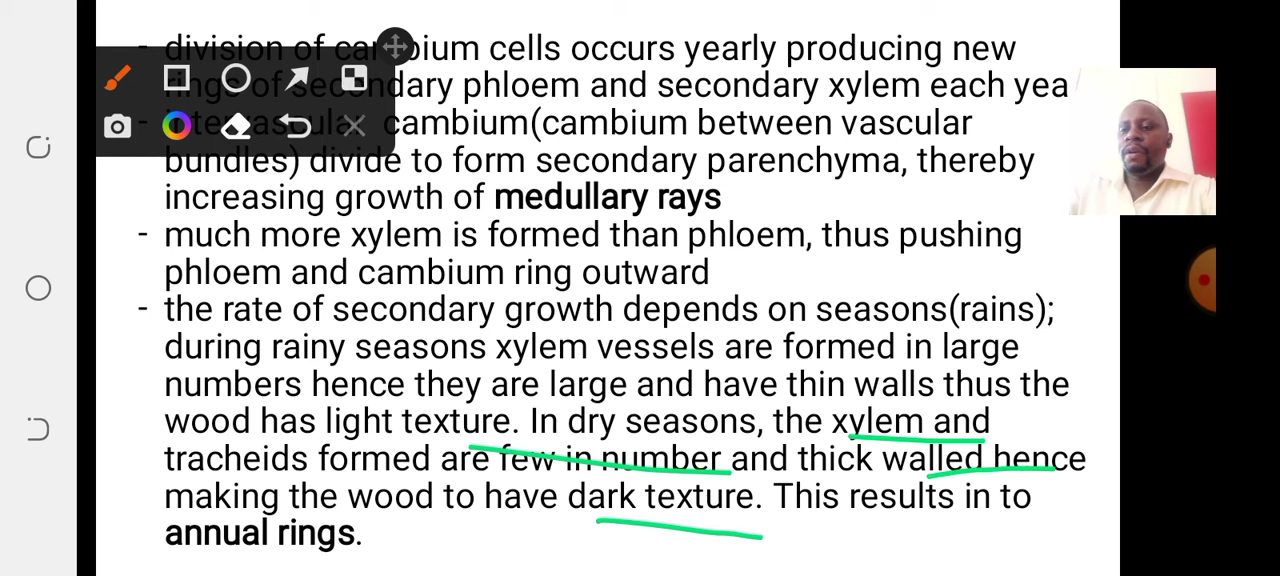 - division of cambium cells occurs yearly producing new
rings of secondary phloem and secondary xylem each yea
- intervascular cambium(cambium between vascular
bundles) divide to form secondary parenchyma, thereby
increasing growth of medullary rays
- much more xylem is formed than phloem, thus pushing
phloem and cambium ring outward
- the rate of secondary growth depends on seasons(rains);
during rainy seasons xylem vessels are formed in large
numbers hence they are large and have thin walls thus the
wood has light texture. In dry seasons, the xylem and
tracheids formed are few in number and thick walled hence
making the wood to have dark texture. This results in to
annual rings.